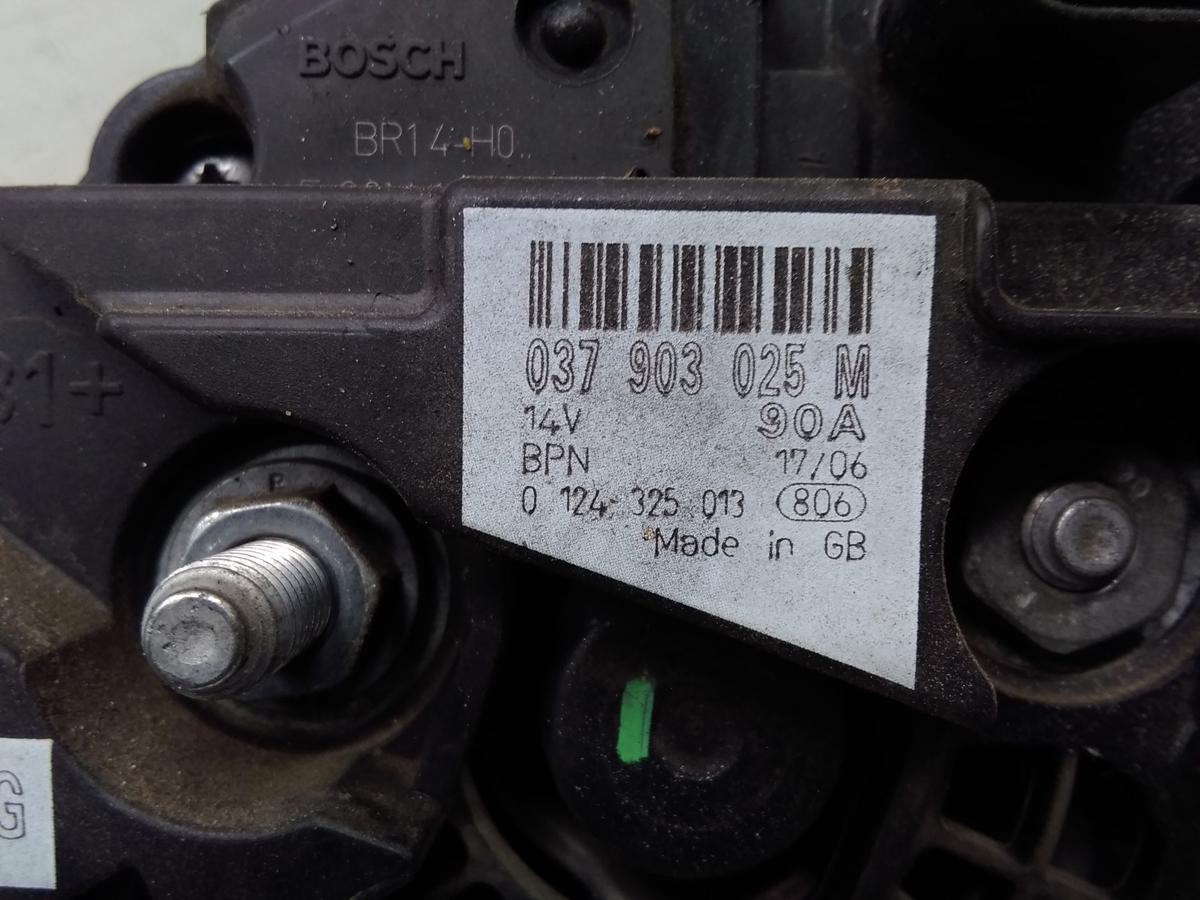 BOSCH
BR14-H0
037 903 025 M
14V 90A
BPN 17/06
0 124 325 013 806
Made in GB
B1+
G